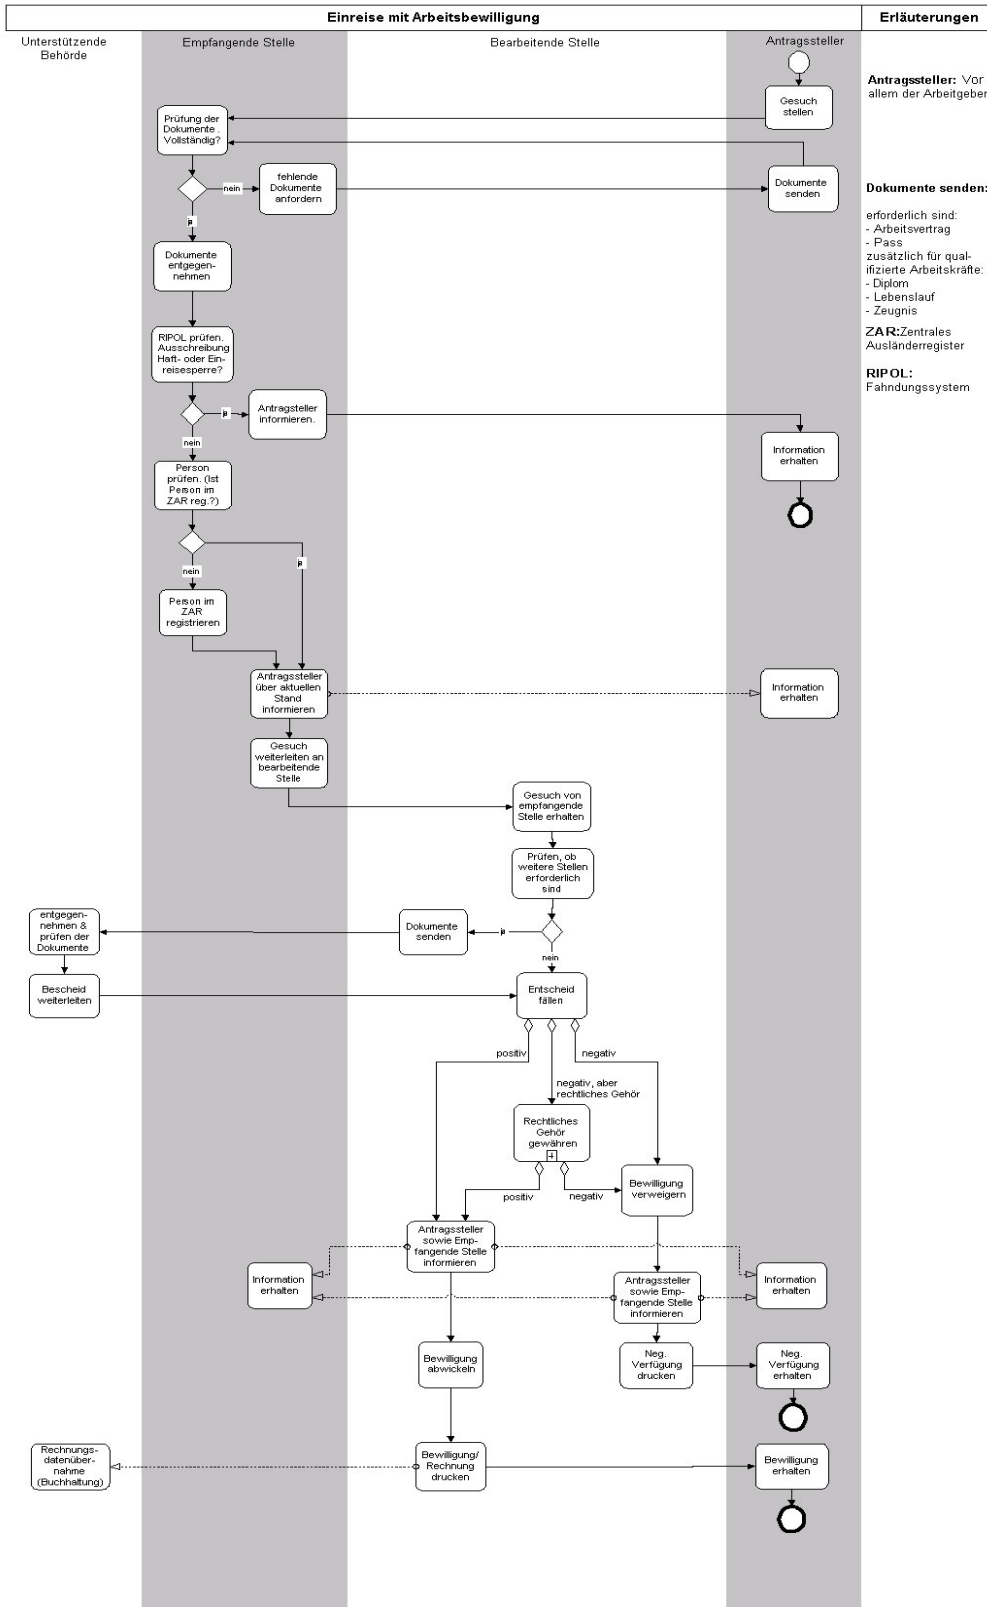 Einreise mit Arbeitsbewilligung
Erläuterungen
Unterstützende
Behörde
Empfangende Stelle
Bearbeitende Stelle
Antragssteller
Gesuch
stellen
Antragssteller: Vor
allem der Arbeitgeber
Prüfung der
Dokumente .
Vollständig?
nein
fehlende
Dokumente
anfordern
Dokumente
senden
Dokumente senden:
erforderlich sind:
- Arbeitsvertrag
- Pass
zusätzlich für qual-
ifizierte Arbeitskräfte:
- Diplom
- Lebenslauf
- Zeugnis
ZAR:Zentrales
Ausländerregister
RIPOL:
Fahndungssystem
ja
Dokumente
entgegen-
nehmen
RIPOL prüfen.
Ausschreibung
Haft- oder Ein-
reisesperre?
ja
Antragsteller
informieren.
Information
erhalten
nein
Person
prüfen. (Ist
Person im
ZAR reg.?)
ja
nein
Person im
ZAR
registrieren
Antragssteller
über aktuellen
Stand
informieren
Information
erhalten
Gesuch
weiterleiten an
bearbeitende
Stelle
Gesuch von
empfangende
Stelle erhalten
Prüfen, ob
weitere Stellen
erforderlich
sind
entgegen-
nehmen &
prüfen der
Dokumente
Dokumente
senden
ja
nein
Bescheid
weiterleiten
Entscheid
fällen
positiv
negativ
negativ, aber
rechtliches Gehör
Rechtliches
Gehör
gewähren
positiv
negativ
Bewilligung
verweigern
Antragssteller
sowie Emp-
fangende Stelle
informieren
Information
erhalten
Antragssteller
sowie Emp-
fangende Stelle
informieren
Information
erhalten
Bewilligung
abwickeln
Neg.
Verfügung
drucken
Neg.
Verfügung
erhalten
Rechnungs-
datenüber-
nahme
(Buchhaltung)
Bewilligung/
Rechnung
drucken
Bewilligung
erhalten